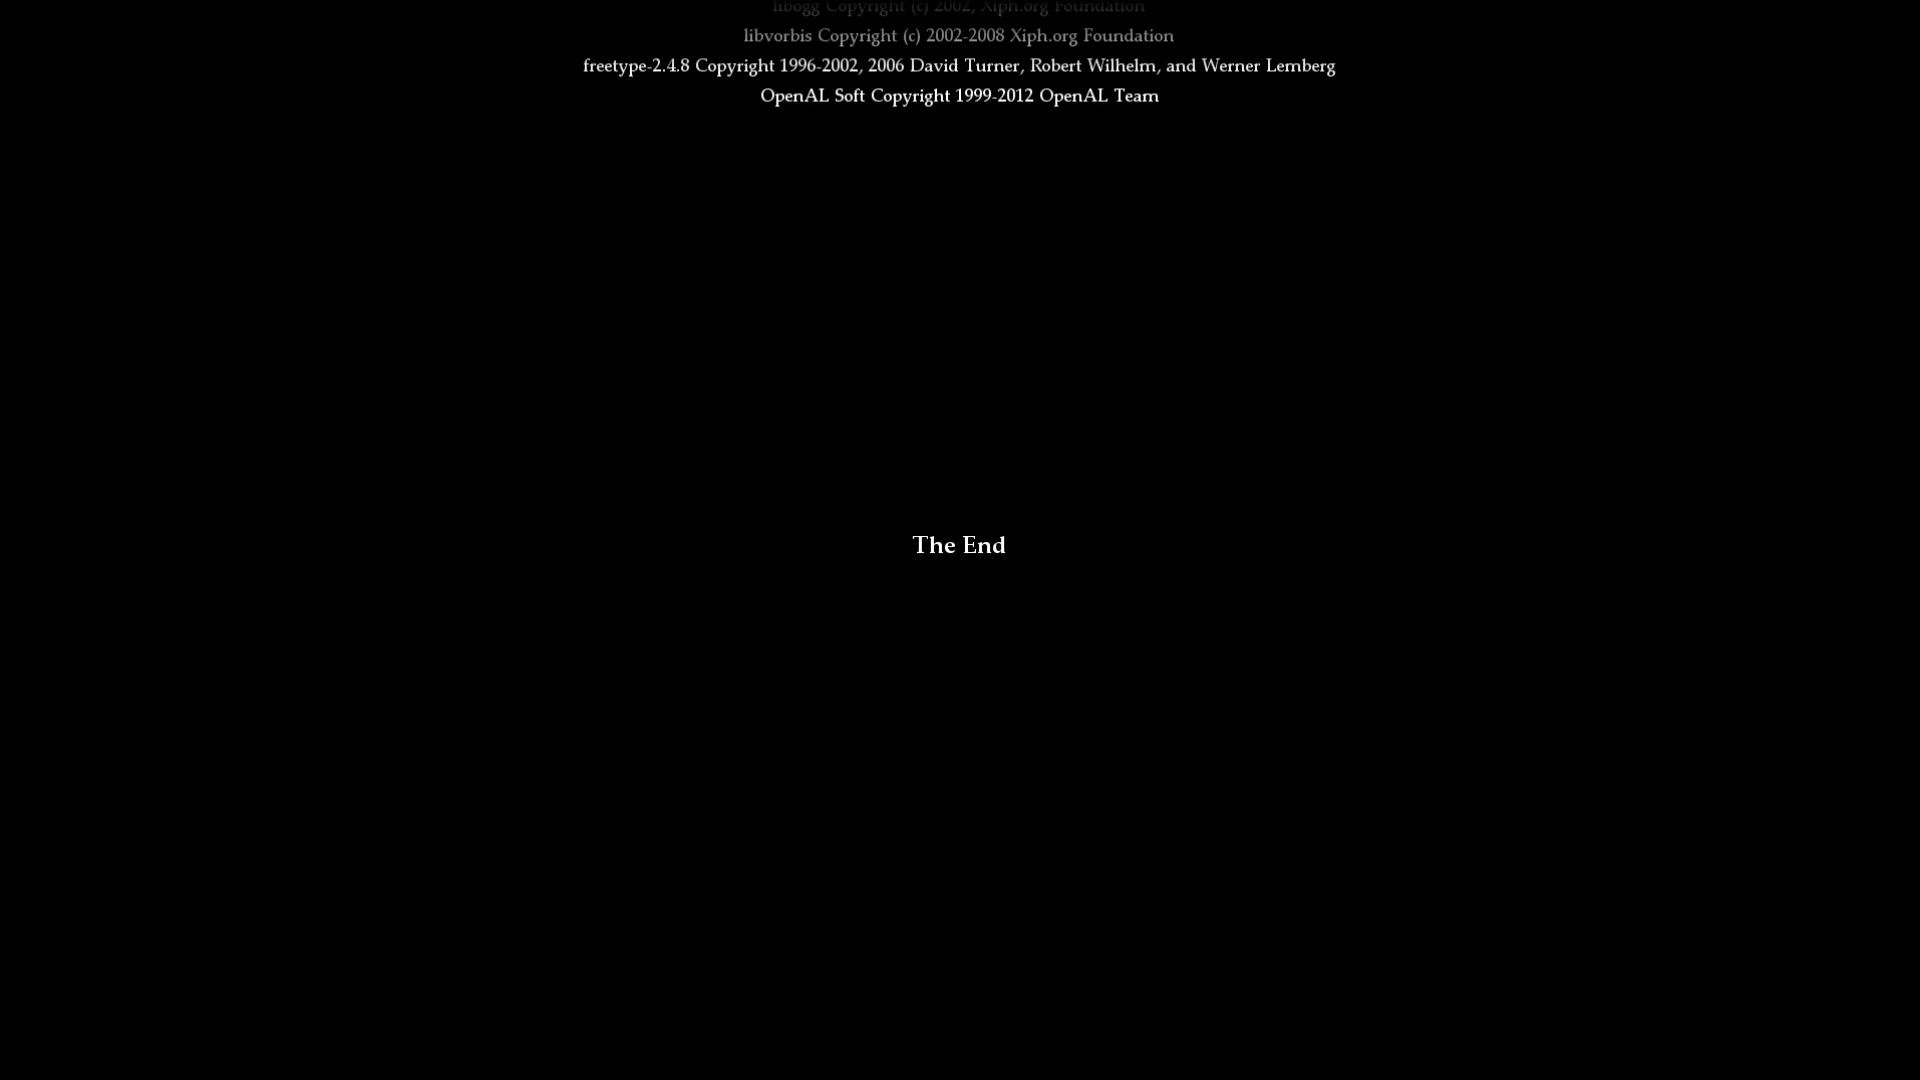 libogg Copyright (c) 2002, Xiph.org Foundation
libvorbis Copyright (c) 2002-2008 Xiph.org Foundation
freetype-2.4.8 Copyright 1996-2002, 2006 David Turner, Robert Wilhelm, and Werner Lemberg
OpenAL Soft Copyright 1999-2012 OpenAL Team
The End